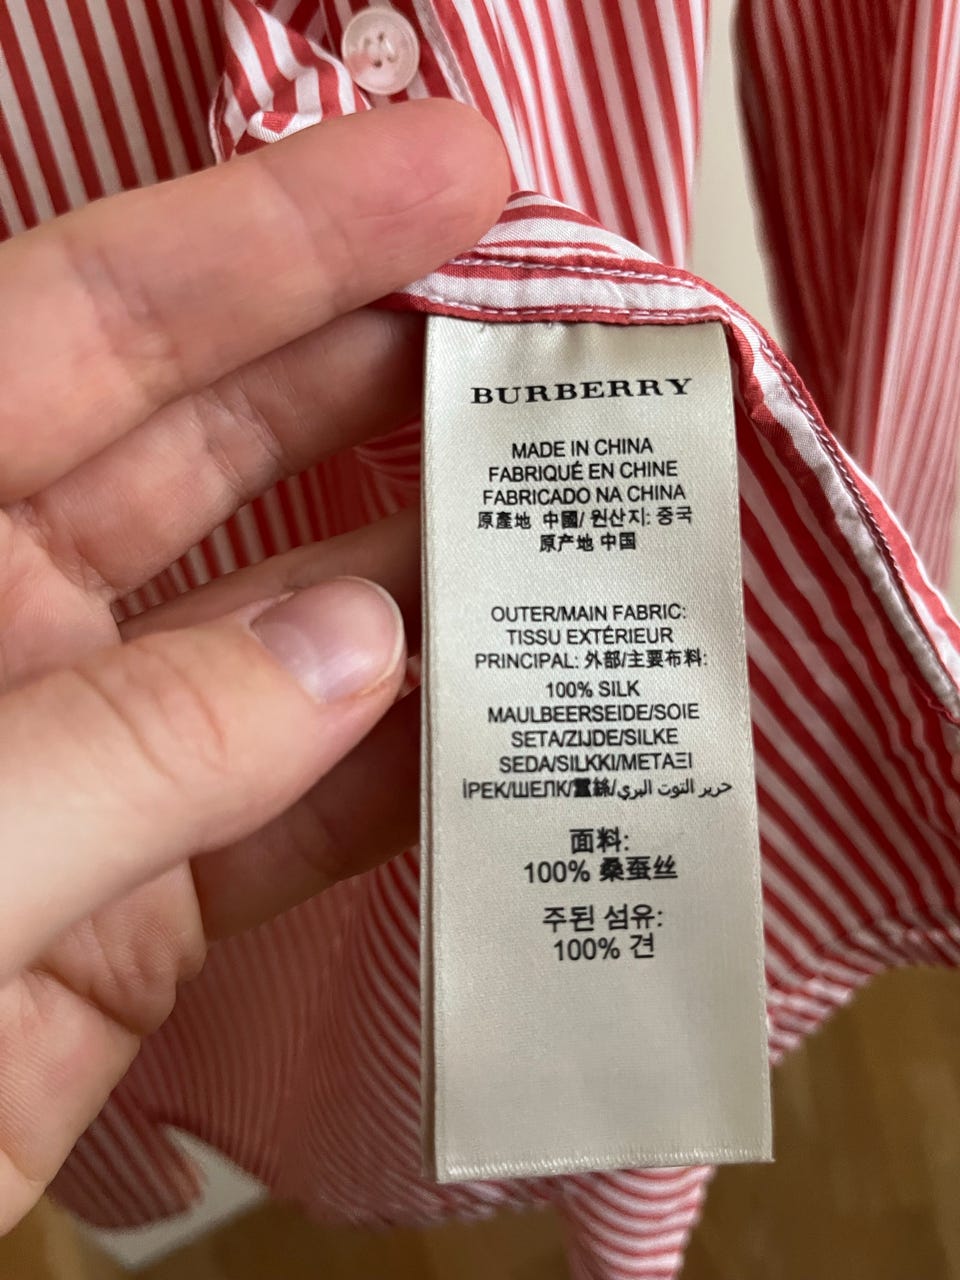 BURBERRY
MADE IN CHINA
FABRIQUÉ EN CHINE
FABRICADO NA CHINA
原產地 中國/ 원산지: 중국
原产地 中国
OUTER/MAIN FABRIC:
TISSU EXTÉRIEUR
PRINCIPAL: 外部/主要布料:
100% SILK
MAULBEERSEIDE/SOIE
SETA/ZIJDE/SILKE
SEDA/SILKKI/ΜΕΤΑΞΙ
İPEK/ШЕЛК/蠶絲/حرير التوت البري
面料:
100% 桑蚕丝
주된 섬유:
100% 견